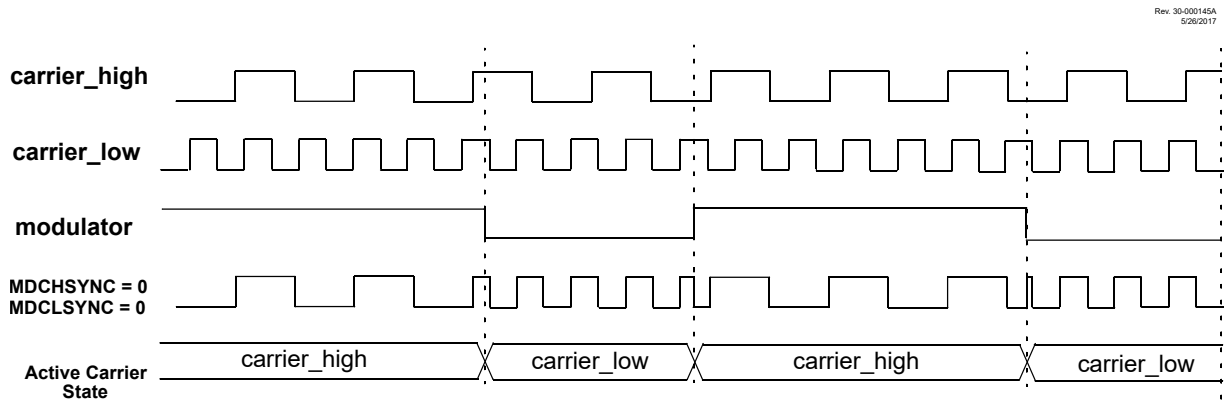 Rev. 30-000145A
5/26/2017
carrier_high
carrier_low
modulator
MDCHSYNC = 0
MDCLSYNC = 0
Active Carrier
State
carrier_high
carrier_low
carrier_high
carrier_low